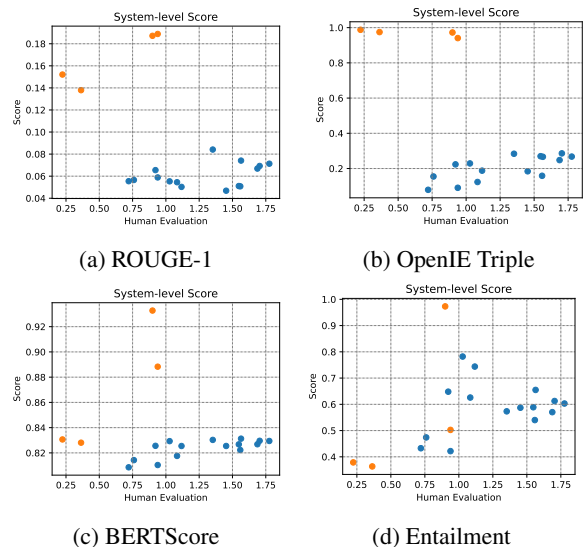 System-level Score
0.18
0.16
0.14
0.12
0.10
0.08
0.06
0.04
Score
0.25 0.50 0.75 1.00 1.25 1.50 1.75
Human Evaluation
(a) ROUGE-1
System-level Score
1.0
0.8
0.6
0.4
0.2
Score
0.25 0.50 0.75 1.00 1.25 1.50 1.75
Human Evaluation
(b) OpenIE Triple
System-level Score
0.92
0.90
0.88
0.86
0.84
0.82
Score
0.25 0.50 0.75 1.00 1.25 1.50 1.75
Human Evaluation
(c) BERTScore
System-level Score
1.0
0.9
0.8
0.7
0.6
0.5
0.4
Score
0.25 0.50 0.75 1.00 1.25 1.50 1.75
Human Evaluation
(d) Entailment